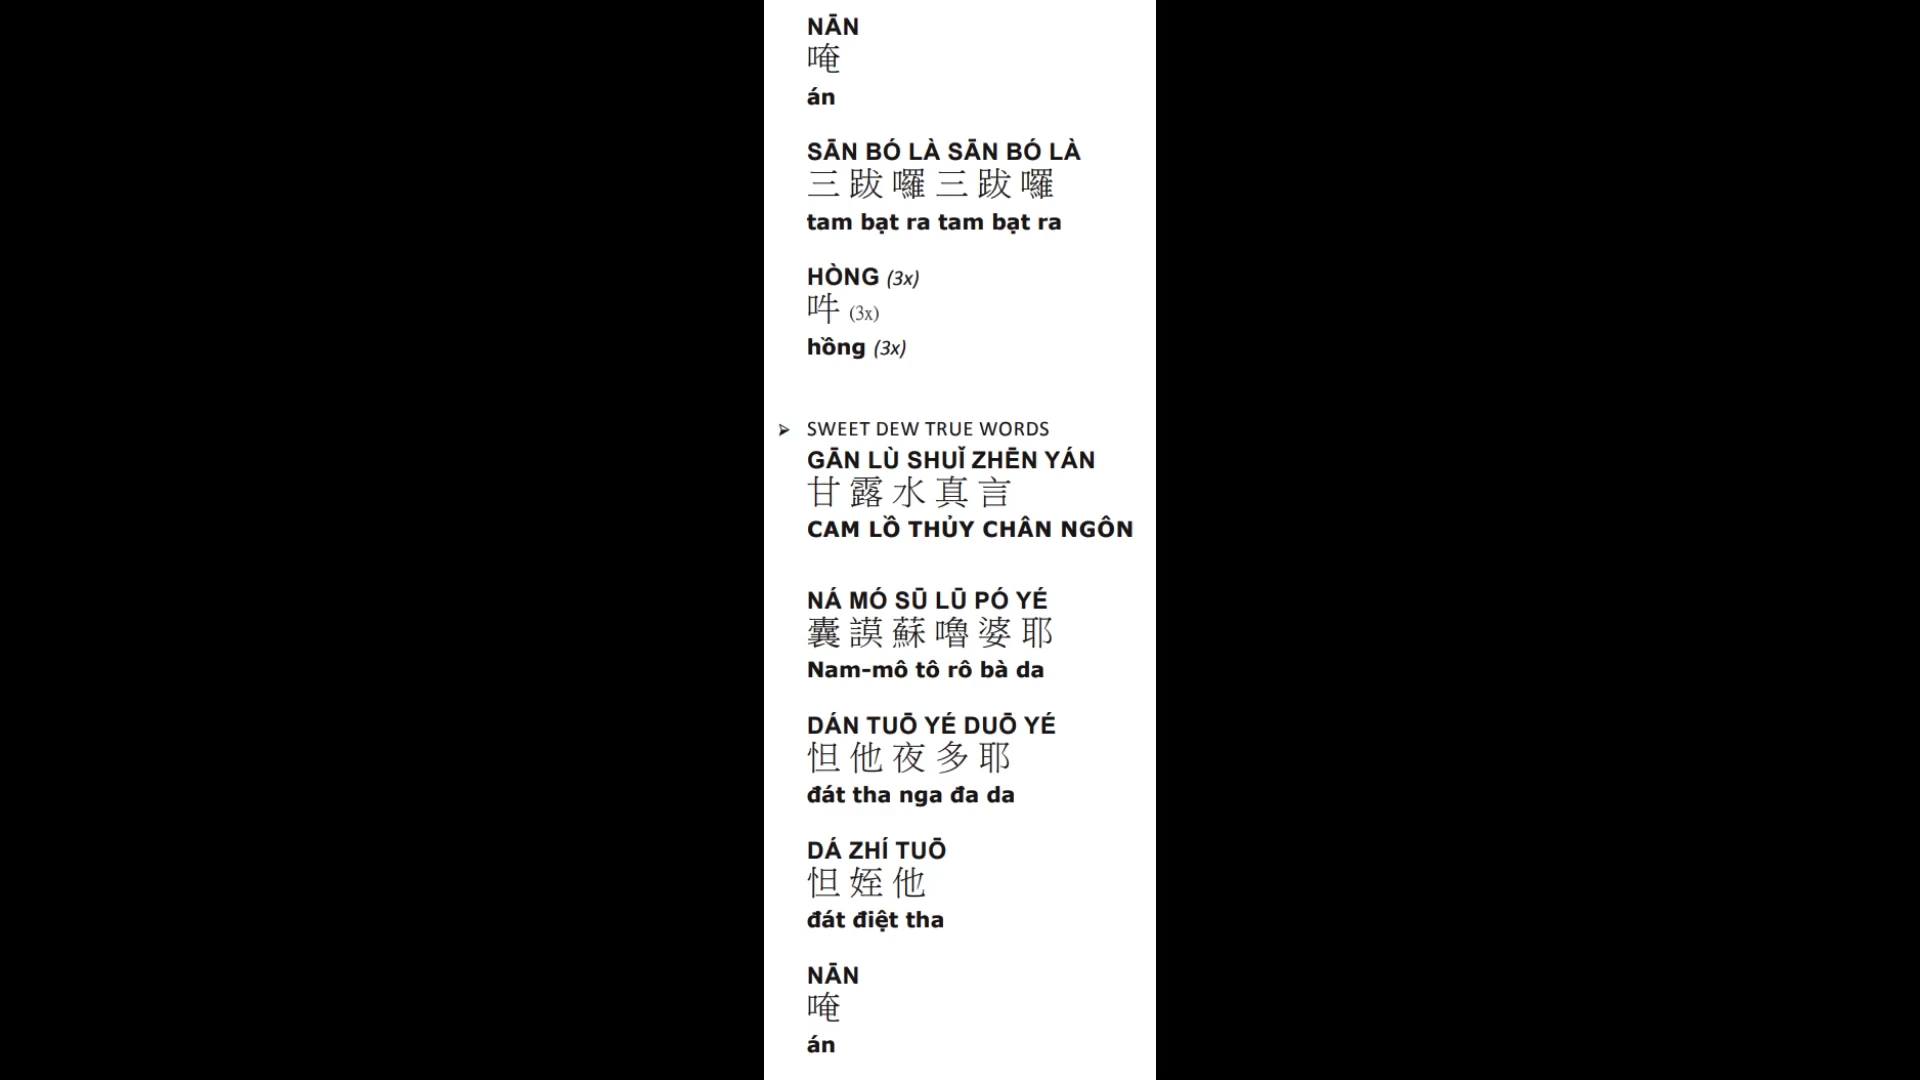 NĀN
唵
án
SĀN BÓ LÀ SĀN BÓ LÀ
三 跋 囉 三 跋 囉
tam bạt ra tam bạt ra
HÒNG (3x)
吽 (3x)
hồng (3x)
➢ SWEET DEW TRUE WORDS
GĀN LÙ SHUǏ ZHĒN YÁN
甘 露 水 真 言
CAM LỒ THỦY CHÂN NGÔN
NÁ MÓ SŪ LŪ PÓ YÉ
曩 謨 蘇 嚕 婆 耶
Nam-mô tô rô bà da
DÁN TUŌ YÉ DUŌ YÉ
怛 他 夜 多 耶
đát tha nga đa da
DÁ ZHÍ TUŌ
怛 姪 他
đát điệt tha
NĀN
唵
án